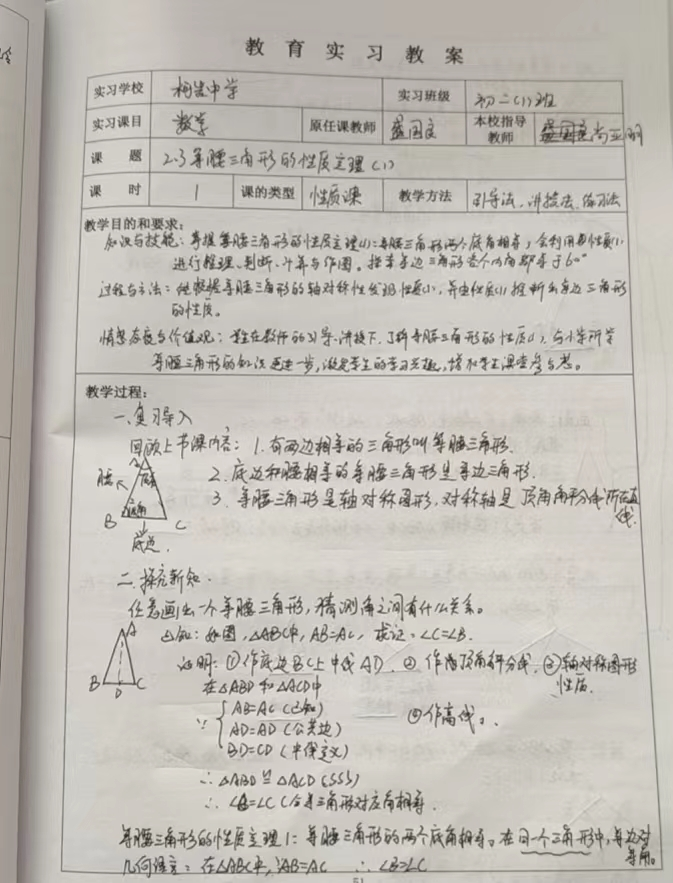 教育实习教案
实习学校 中学 实习班级 初二(1)班
实习课目 数学 原任课教师 盛国良 本校指导教师 尚亚明
课题 2.3等腰三角形的性质定理(1)
课时 1 课的类型 性质课 教学方法 引导法、讲授法、练习法
教学目的和要求:
知识与技能:掌握等腰三角形的性质定理(1):等腰三角形两个底角相等,会利用性质(1)
进行推理、判断、计算与作图。推导等边三角形各个内角都等于60°
过程与方法:能根据等腰三角形的轴对称性发现性质(1),并由性质(1)推断出等边三角形
的性质。
情感态度与价值观:学生在教师的引导、讲授下,了解等腰三角形的性质(1),与小学所学
等腰三角形的知识更进一步,激发学生的学习兴趣,增加学生课堂参与感。
教学过程:
一、复习导入
回顾上节课内容:1.有两边相等的三角形叫等腰三角形.
腰 顶角 2.底边和腰相等的等腰三角形是等边三角形.
底角 3.等腰三角形是轴对称图形,对称轴是顶角角平分线所在直
线.
B C
底边.
二、探究新知.
任意画出一个等腰三角形,猜测角之间有什么关系。
A 已知:如图,△ABC中,AB=AC,求证:∠C=∠B.
B D C 证明:①作底边BC上中线AD. ②作顶角平分线. ③轴对称图形
性质.
在△ABD和△ACD中
∵ AB=AC(已知) ④作高线.
AD=AD(公共边)
BD=CD(中线定义)
∴△ABD≌△ACD(SSS)
∴∠B=∠C(全等三角形对应角相等.
等腰三角形的性质定理1:等腰三角形的两个底角相等。在同一个三角形中,等边对
等角。
几何语言:在△ABC中,∵AB=AC ∴∠B=∠C
51